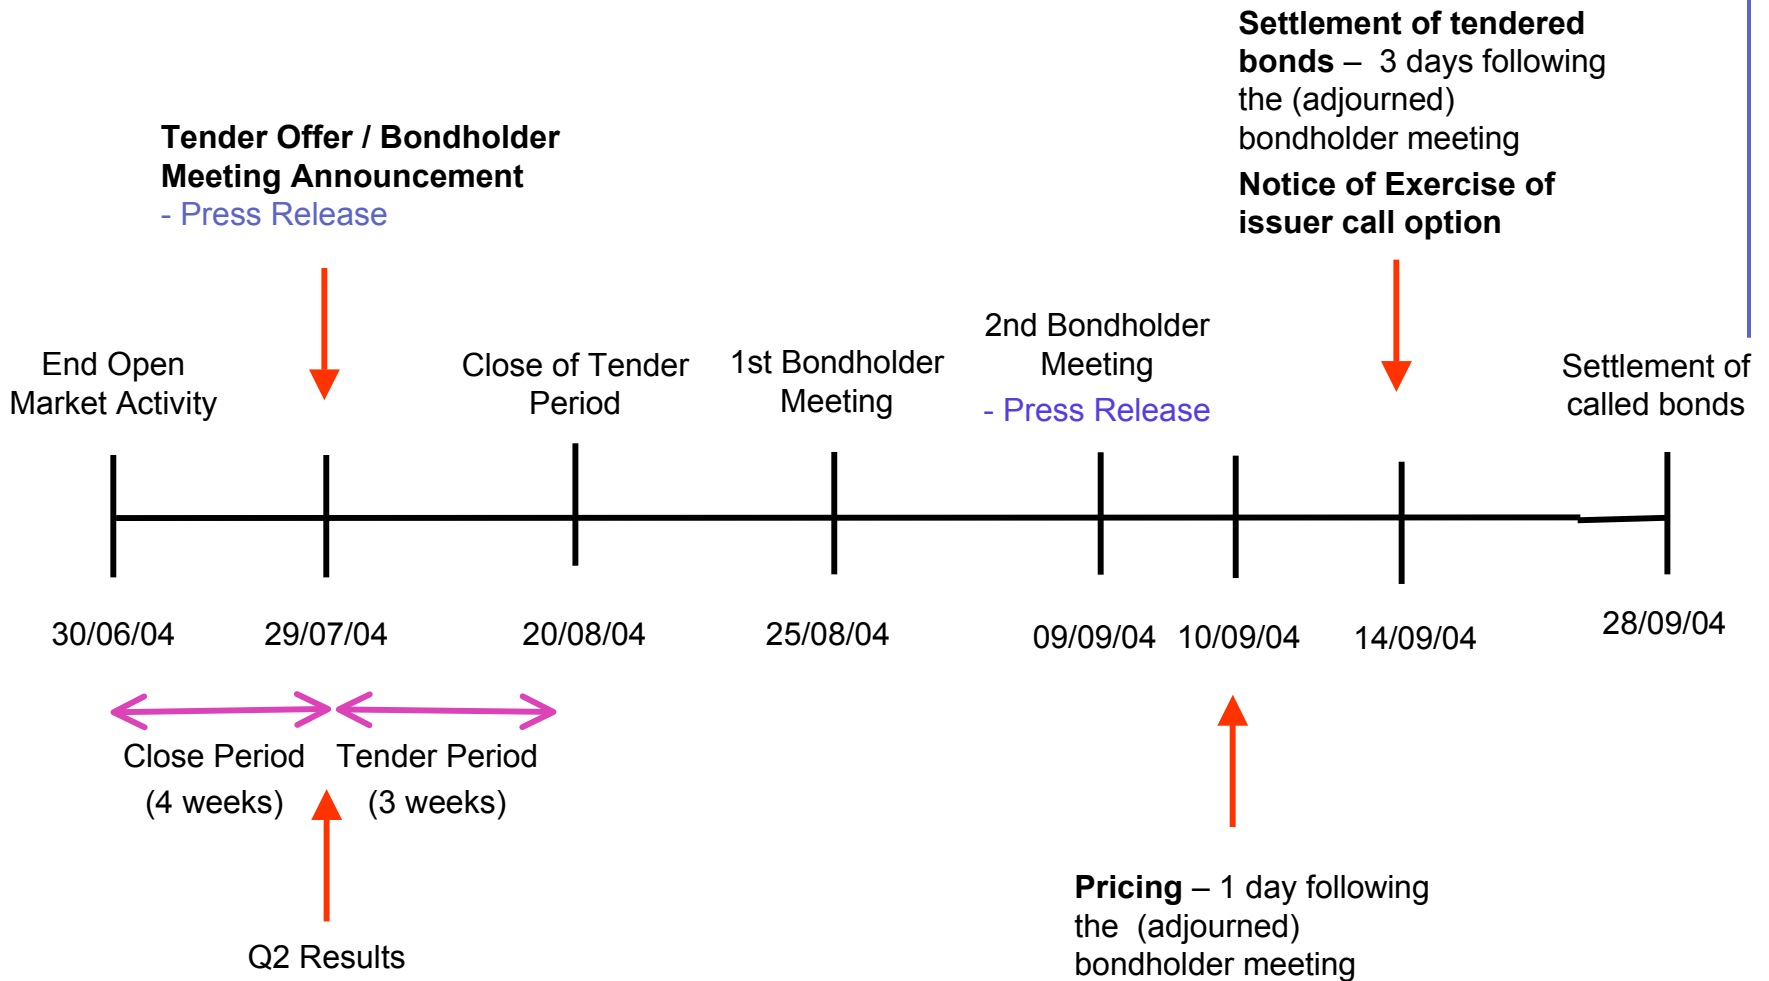 Settlement of tendered
bonds – 3 days following
the (adjourned)
bondholder meeting
Notice of Exercise of
issuer call option
Tender Offer / Bondholder
Meeting Announcement
- Press Release
End Open
Market Activity
Close of Tender
Period
1st Bondholder
Meeting
2nd Bondholder
Meeting
- Press Release
Settlement of
called bonds
30/06/04
29/07/04
20/08/04
25/08/04
09/09/04
10/09/04
14/09/04
28/09/04
Close Period
(4 weeks)
Tender Period
(3 weeks)
Q2 Results
Pricing – 1 day following
the (adjourned)
bondholder meeting